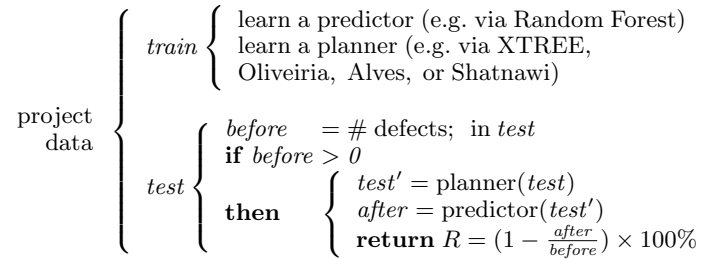 project
data
train
learn a predictor (e.g. via Random Forest)
learn a planner (e.g. via XTREE,
Oliveiria, Alves, or Shatnawi)
test
before = # defects; in test
if before > 0
then
test′ = planner(test)
after = predictor(test′)
return R = (1 − after/before) × 100%